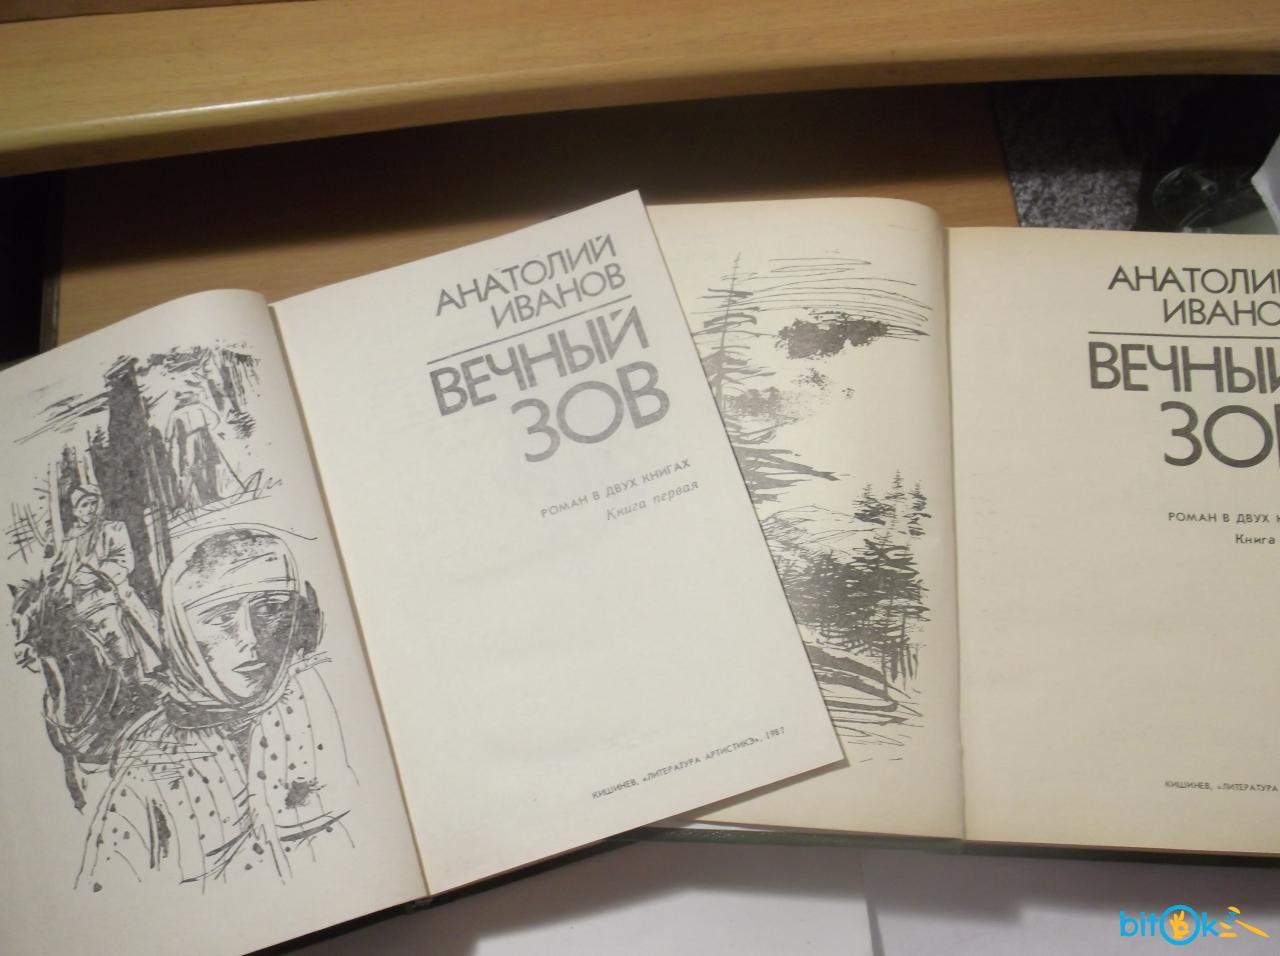 АНАТОЛИЙ
ИВАНОВ
ВЕЧНЫЙ
ЗОВ
РОМАН В ДВУХ КНИГАХ
Книга первая
КИШИНЕВ, «ЛИТЕРАТУРА АРТИСТИКЭ», 1987
АНАТОЛИЙ
ИВАНО
ВЕЧНЫЙ
ЗОВ
РОМАН В ДВУХ
Книга
КИШИНЕВ, «ЛИТЕРАТУРА
bitOk